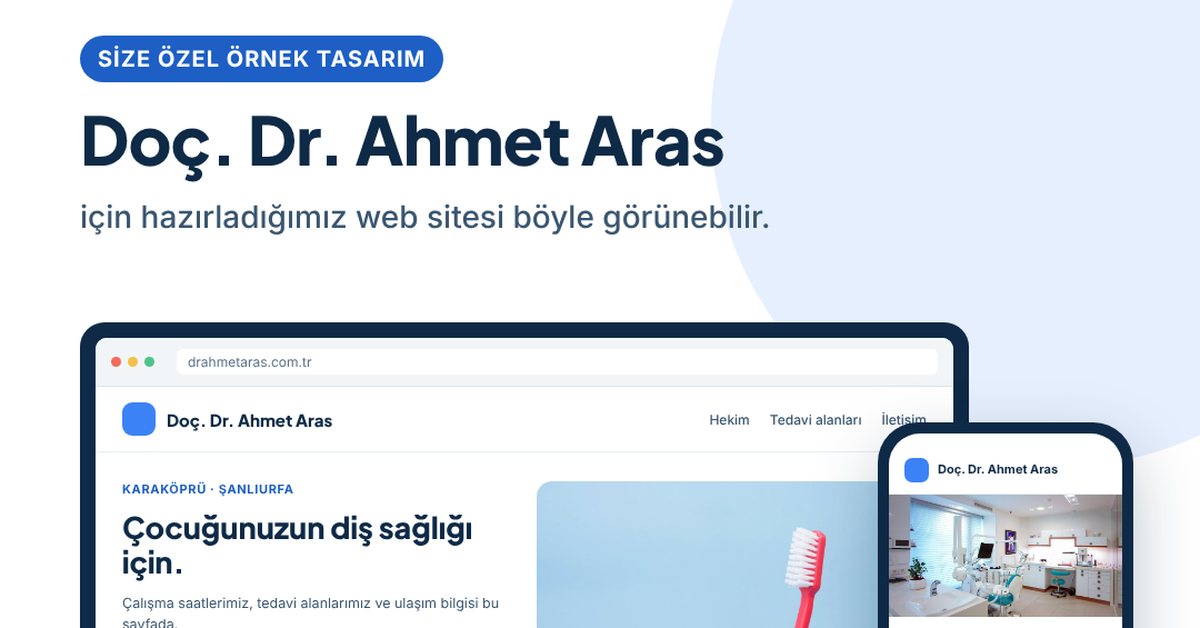 SİZE ÖZEL ÖRNEK TASARIM
Doç. Dr. Ahmet Aras
için hazırladığımız web sitesi böyle görünebilir.
drahmetaras.com.tr
Doç. Dr. Ahmet Aras
Hekim Tedavi alanları İletişim
Doç. Dr. Ahmet Aras
KARAKÖPRÜ · ŞANLIURFA
Çocuğunuzun diş sağlığı
için.
Çalışma saatlerimiz, tedavi alanlarımız ve ulaşım bilgisi bu
sayfada.